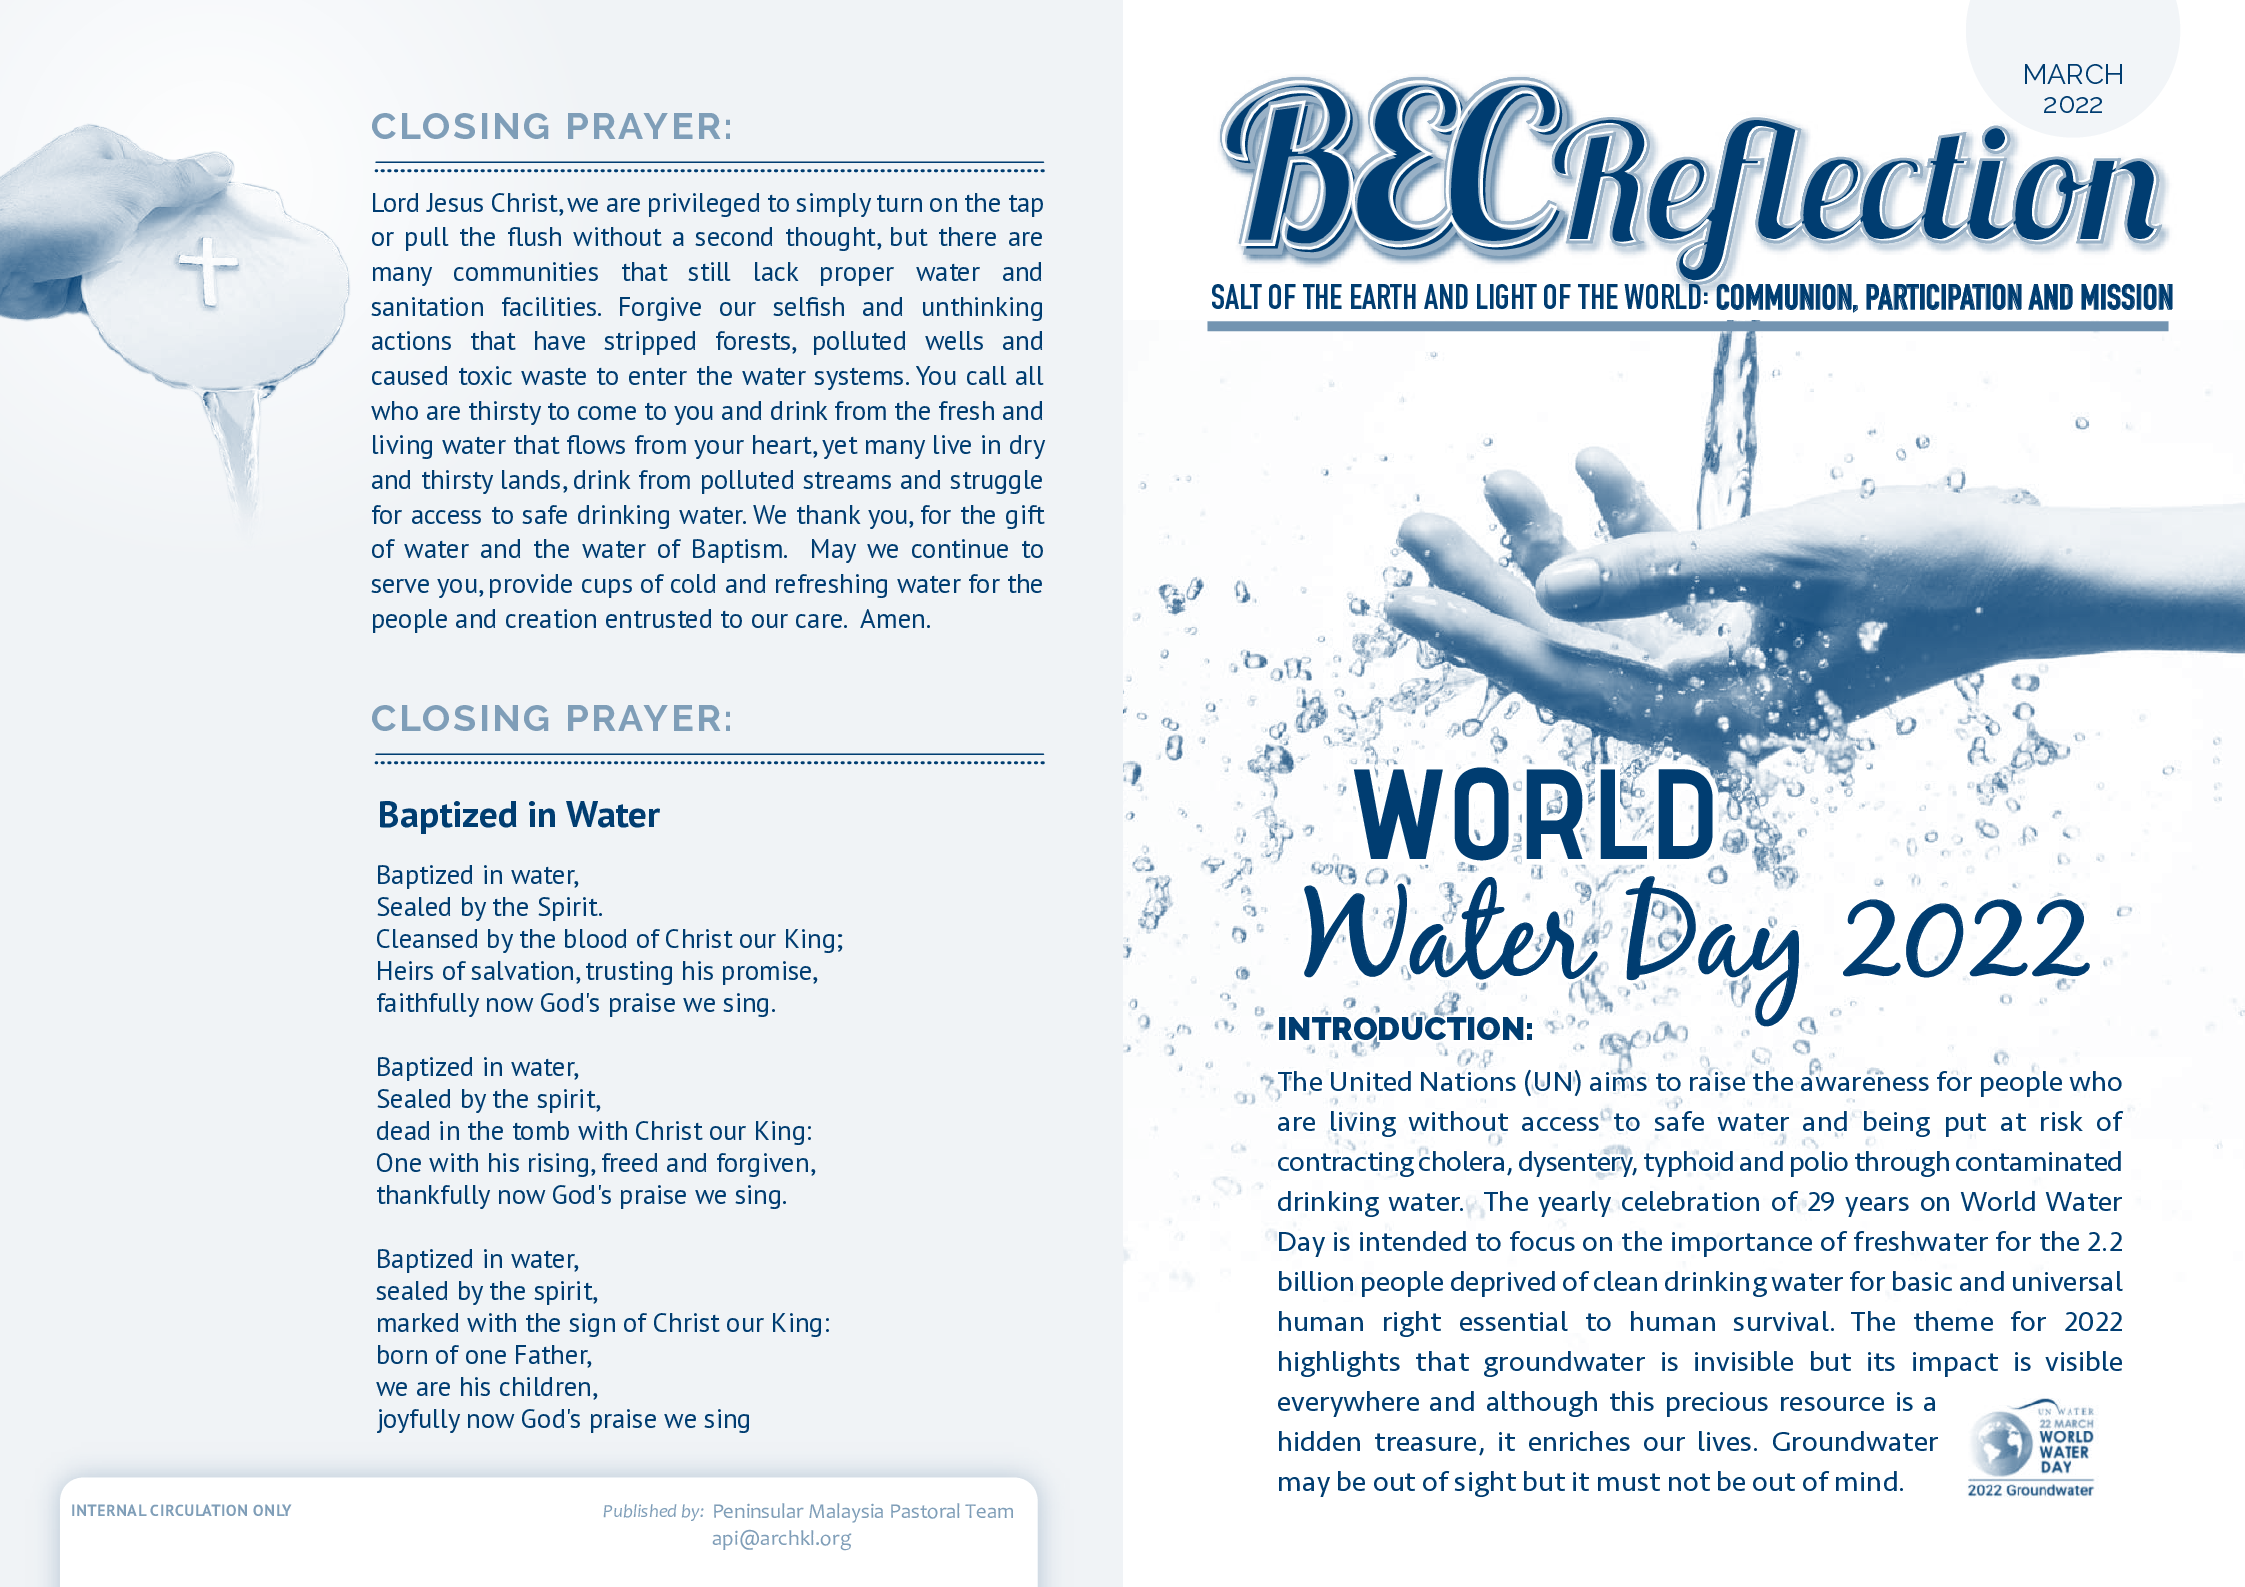 CLOSING PRAYER:
Lord Jesus Christ, we are privileged to simply turn on the tap
or pull the flush without a second thought, but there are
many communities that still lack proper water and
sanitation facilities. Forgive our selfish and unthinking
actions that have stripped forests, polluted wells and
caused toxic waste to enter the water systems. You call all
who are thirsty to come to you and drink from the fresh and
living water that flows from your heart, yet many live in dry
and thirsty lands, drink from polluted streams and struggle
for access to safe drinking water. We thank you, for the gift
of water and the water of Baptism. May we continue to
serve you, provide cups of cold and refreshing water for the
people and creation entrusted to our care. Amen.
CLOSING PRAYER:
Baptized in Water
Baptized in water,
Sealed by the Spirit.
Cleansed by the blood of Christ our King;
Heirs of salvation, trusting his promise,
faithfully now God's praise we sing.
Baptized in water,
Sealed by the spirit,
dead in the tomb with Christ our King:
One with his rising, freed and forgiven,
thankfully now God's praise we sing.
Baptized in water,
sealed by the spirit,
marked with the sign of Christ our King:
born of one Father,
we are his children,
joyfully now God's praise we sing
INTERNAL CIRCULATION ONLY
Published by: Peninsular Malaysia Pastoral Team
api@archkl.org
MARCH
2022
BEC Reflection
SALT OF THE EARTH AND LIGHT OF THE WORLD: COMMUNION, PARTICIPATION AND MISSION
WORLD
Water Day 2022
INTRODUCTION:
The United Nations (UN) aims to raise the awareness for people who
are living without access to safe water and being put at risk of
contracting cholera, dysentery, typhoid and polio through contaminated
drinking water. The yearly celebration of 29 years on World Water
Day is intended to focus on the importance of freshwater for the 2.2
billion people deprived of clean drinking water for basic and universal
human right essential to human survival. The theme for 2022
highlights that groundwater is invisible but its impact is visible
everywhere and although this precious resource is a
hidden treasure, it enriches our lives. Groundwater
may be out of sight but it must not be out of mind.
UN WATER
22 MARCH
WORLD
WATER
DAY
2022 Groundwater